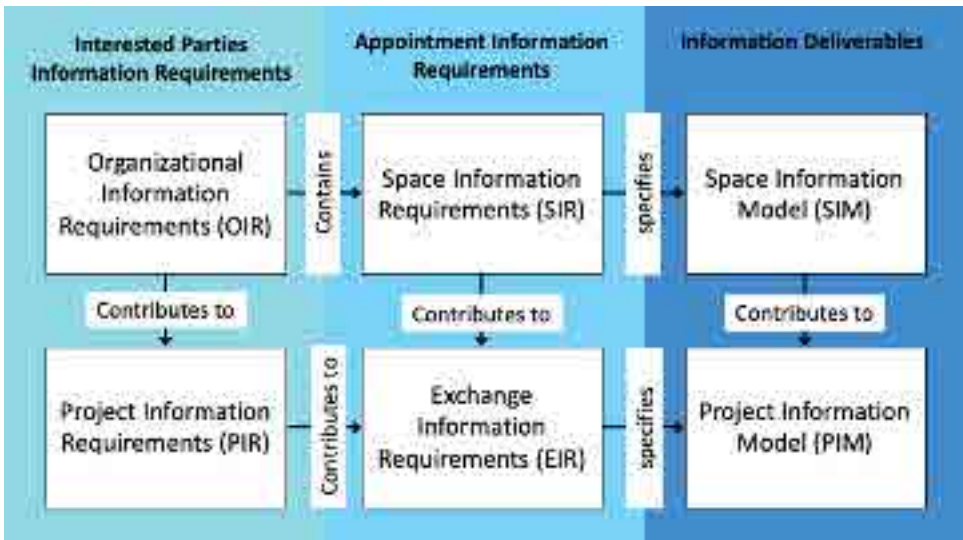 Interested Parties
Information Requirements
Appointment Information
Requirements
Information Deliverables
Organizational
Information
Requirements (OIR)
Contains
Space Information
Requirements (SIR)
specifies
Space Information
Model (SIM)
Contributes to
Contributes to
Contributes to
Project Information
Requirements (PIR)
Contributes to
Exchange
Information
Requirements (EIR)
specifies
Project Information
Model (PIM)